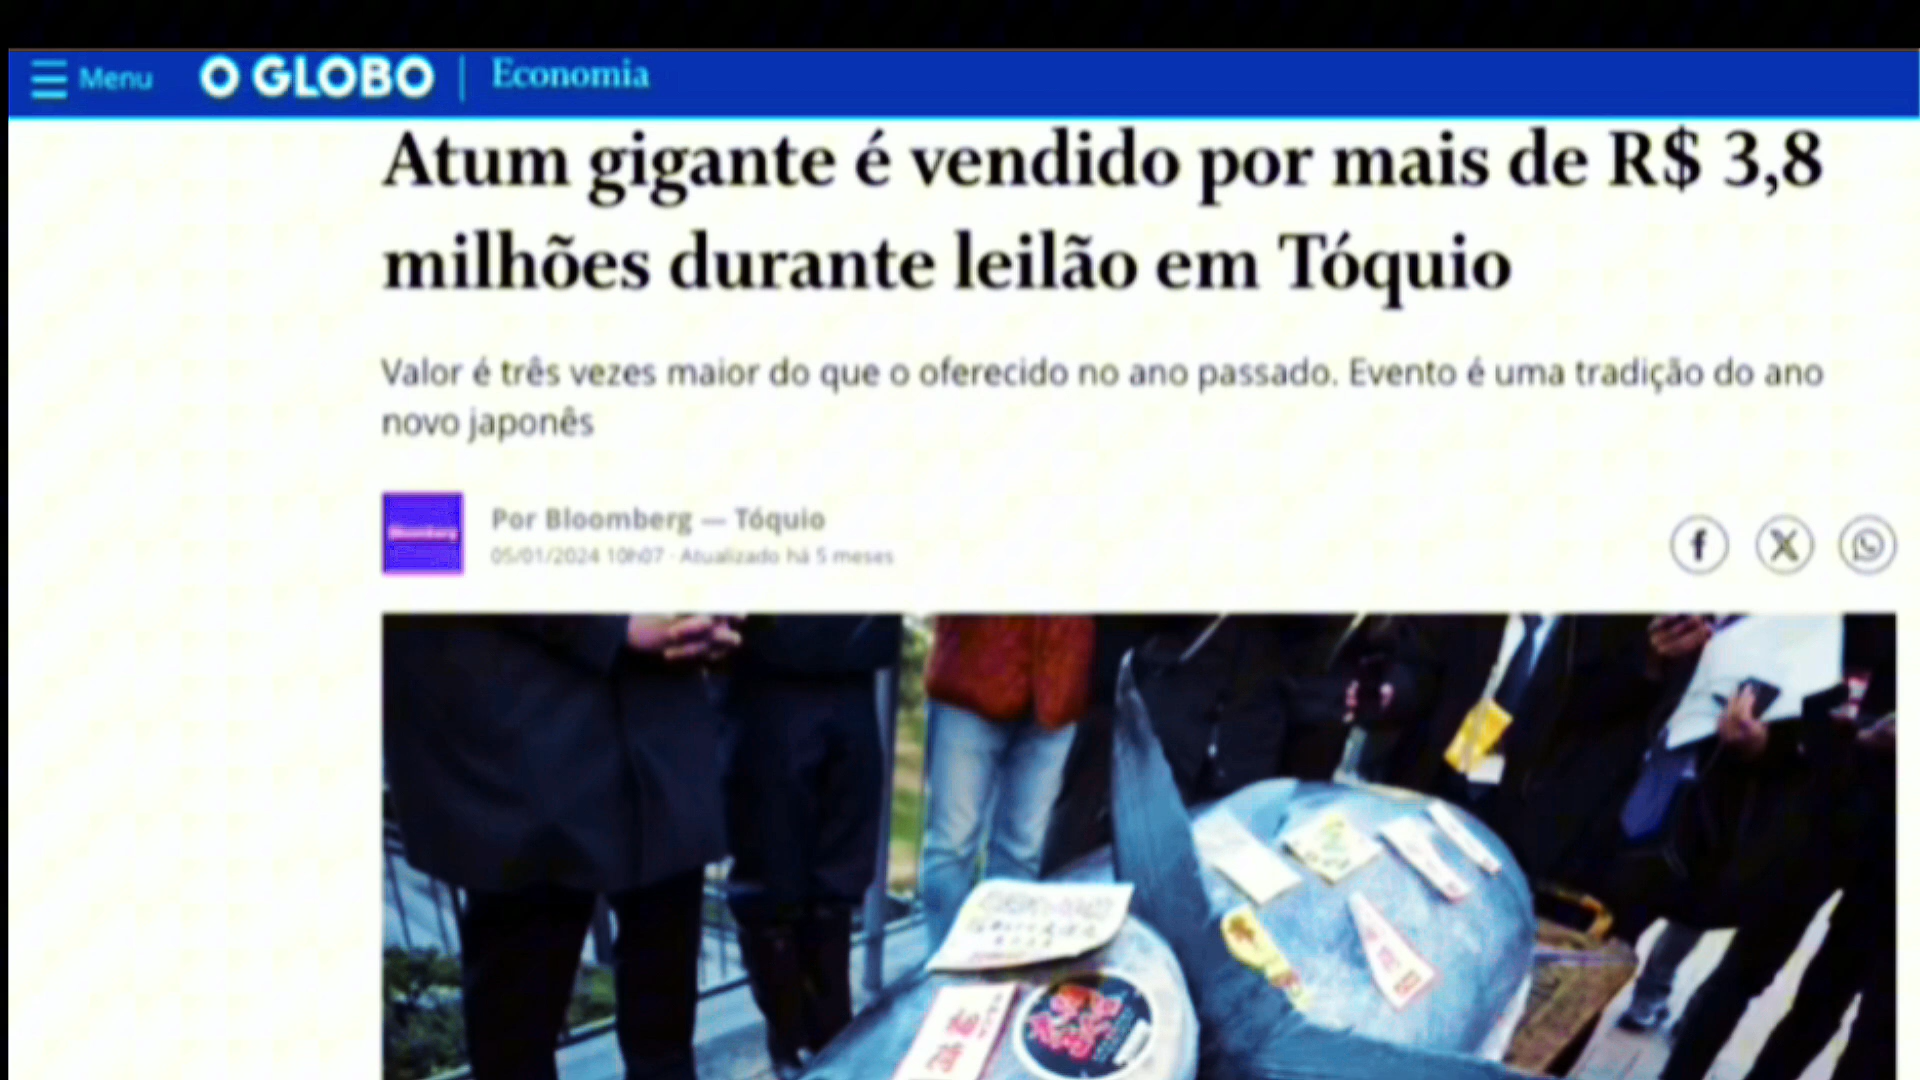 Menu O GLOBO Economia
Atum gigante é vendido por mais de R$ 3,8
milhões durante leilão em Tóquio
Valor é três vezes maior do que o oferecido no ano passado. Evento é uma tradição do ano
novo japonês
Bloomberg
Por Bloomberg — Tóquio
05/01/2024 10h07 · Atualizado há 5 meses